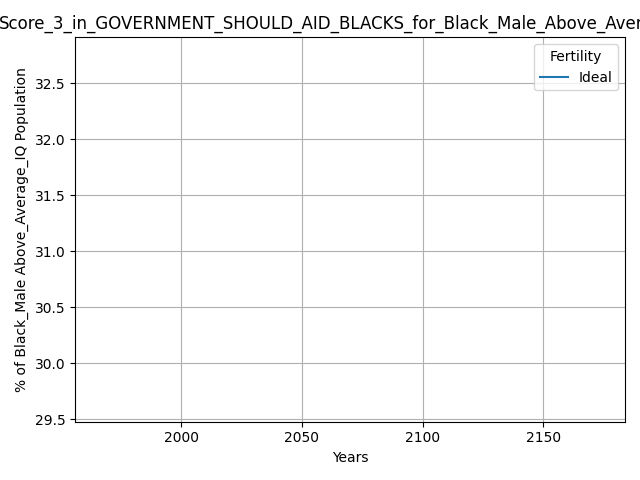 Score_3_in_GOVERNMENT_SHOULD_AID_BLACKS_for_Black_Male_Above_Aver
Fertility
Ideal
% of Black_Male Above_Average_IQ Population
32.5
32.0
31.5
31.0
30.5
30.0
29.5
2000 2050 2100 2150
Years